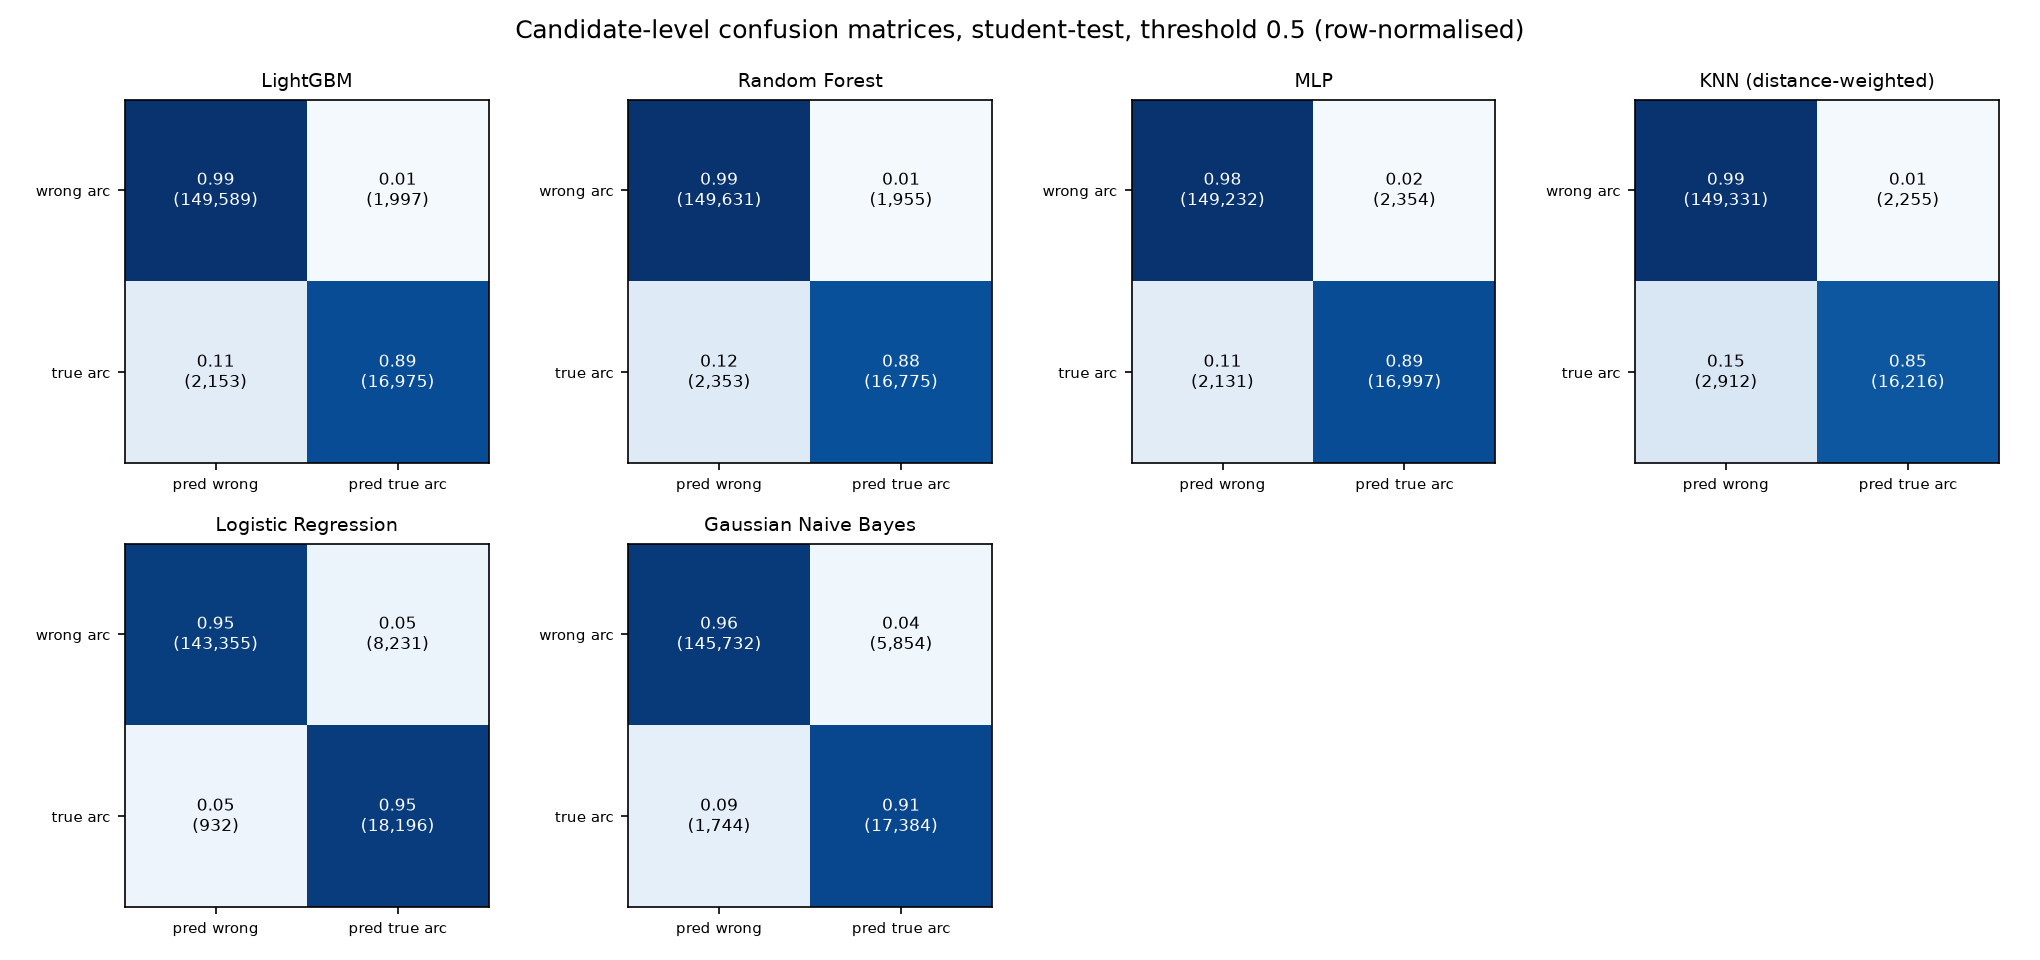 Candidate-level confusion matrices, student-test, threshold 0.5 (row-normalised)
LightGBM
wrong arc
0.99
(149,589)
0.01
(1,997)
true arc
0.11
(2,153)
0.89
(16,975)
pred wrong
pred true arc
Random Forest
wrong arc
0.99
(149,631)
0.01
(1,955)
true arc
0.12
(2,353)
0.88
(16,775)
pred wrong
pred true arc
MLP
wrong arc
0.98
(149,232)
0.02
(2,354)
true arc
0.11
(2,131)
0.89
(16,997)
pred wrong
pred true arc
KNN (distance-weighted)
wrong arc
0.99
(149,331)
0.01
(2,255)
true arc
0.15
(2,912)
0.85
(16,216)
pred wrong
pred true arc
Logistic Regression
wrong arc
0.95
(143,355)
0.05
(8,231)
true arc
0.05
(932)
0.95
(18,196)
pred wrong
pred true arc
Gaussian Naive Bayes
wrong arc
0.96
(145,732)
0.04
(5,854)
true arc
0.09
(1,744)
0.91
(17,384)
pred wrong
pred true arc